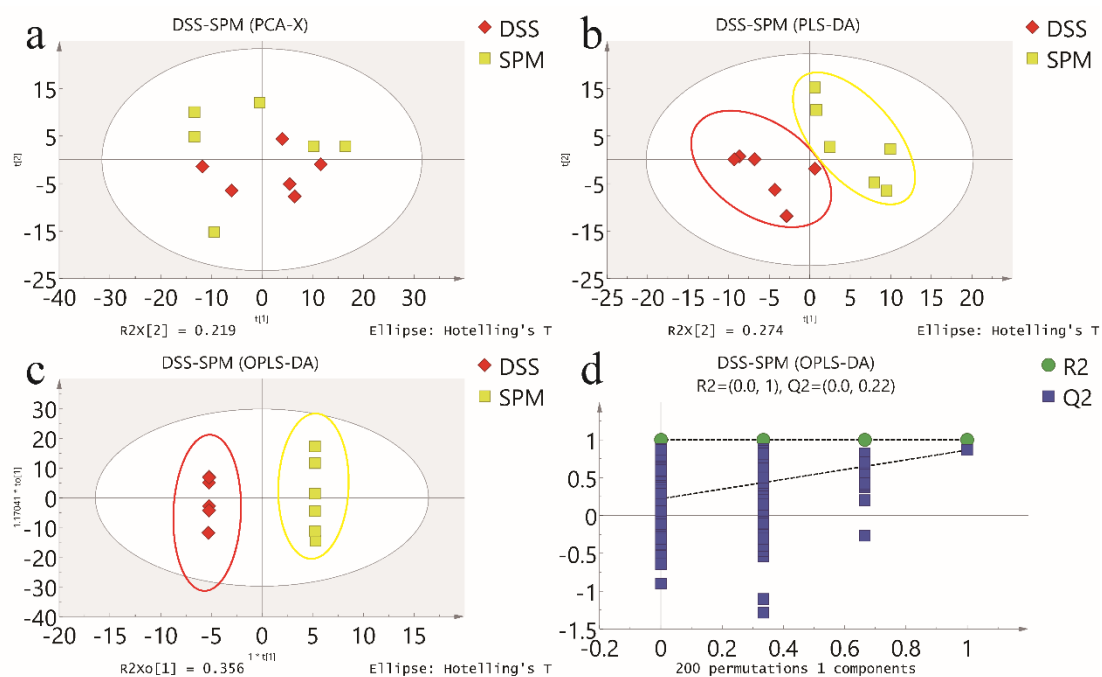 a
DSS-SPM (PCA-X)
DSS
SPM
15
5
-5
-15
-25
t[2]
-40 -30 -20 -10 0 10 20 30
t[1]
R2X[2] = 0.219
Ellipse: Hotelling's T
b
DSS-SPM (PLS-DA)
DSS
SPM
15
5
-5
-15
-25
t[2]
-25 -20 -15 -10 -5 0 5 10 15 20
t[1]
R2X[2] = 0.274
Ellipse: Hotelling's T
c
DSS-SPM (OPLS-DA)
DSS
SPM
30
20
10
0
-10
-20
-30
-40
1.17041 * to[1]
-20 -15 -10 -5 0 5 10 15
1 * t[1]
R2Xo[1] = 0.356
Ellipse: Hotelling's T
d
DSS-SPM (OPLS-DA)
R2=(0.0, 1), Q2=(0.0, 0.22)
R2
Q2
1
0.5
0
-0.5
-1
-1.5
-0.2 0 0.2 0.4 0.6 0.8 1
200 permutations 1 components